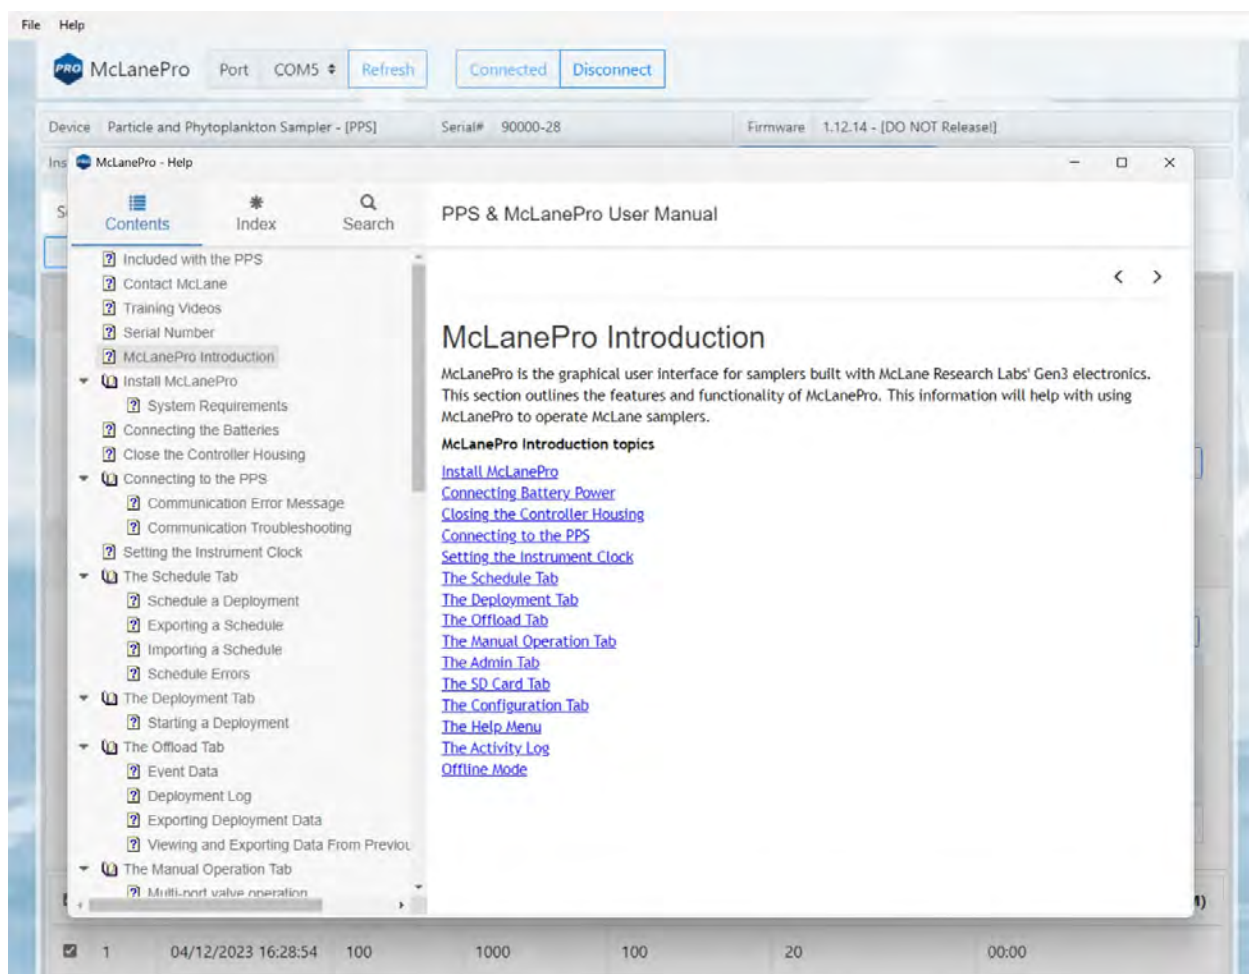 File Help
PRO McLanePro Port COM5 Refresh Connected Disconnect
Device Particle and Phytoplankton Sampler - [PPS] Serial# 90000-28 Firmware 1.12.14 - [DO NOT Release!]
Ins
McLanePro - Help
Contents Index Search
PPS & McLanePro User Manual
Included with the PPS
Contact McLane
Training Videos
Serial Number
McLanePro Introduction
Install McLanePro
System Requirements
Connecting the Batteries
Close the Controller Housing
Connecting to the PPS
Communication Error Message
Communication Troubleshooting
Setting the Instrument Clock
The Schedule Tab
Schedule a Deployment
Exporting a Schedule
Importing a Schedule
Schedule Errors
The Deployment Tab
Starting a Deployment
The Offload Tab
Event Data
Deployment Log
Exporting Deployment Data
Viewing and Exporting Data From Previou
The Manual Operation Tab
Multi-port valve operation
McLanePro Introduction
McLanePro is the graphical user interface for samplers built with McLane Research Labs' Gen3 electronics.
This section outlines the features and functionality of McLanePro. This information will help with using
McLanePro to operate McLane samplers.
McLanePro Introduction topics
Install McLanePro
Connecting Battery Power
Closing the Controller Housing
Connecting to the PPS
Setting the Instrument Clock
The Schedule Tab
The Deployment Tab
The Offload Tab
The Manual Operation Tab
The Admin Tab
The SD Card Tab
The Configuration Tab
The Help Menu
The Activity Log
Offline Mode
1 04/12/2023 16:28:54 100 1000 100 20 00:00